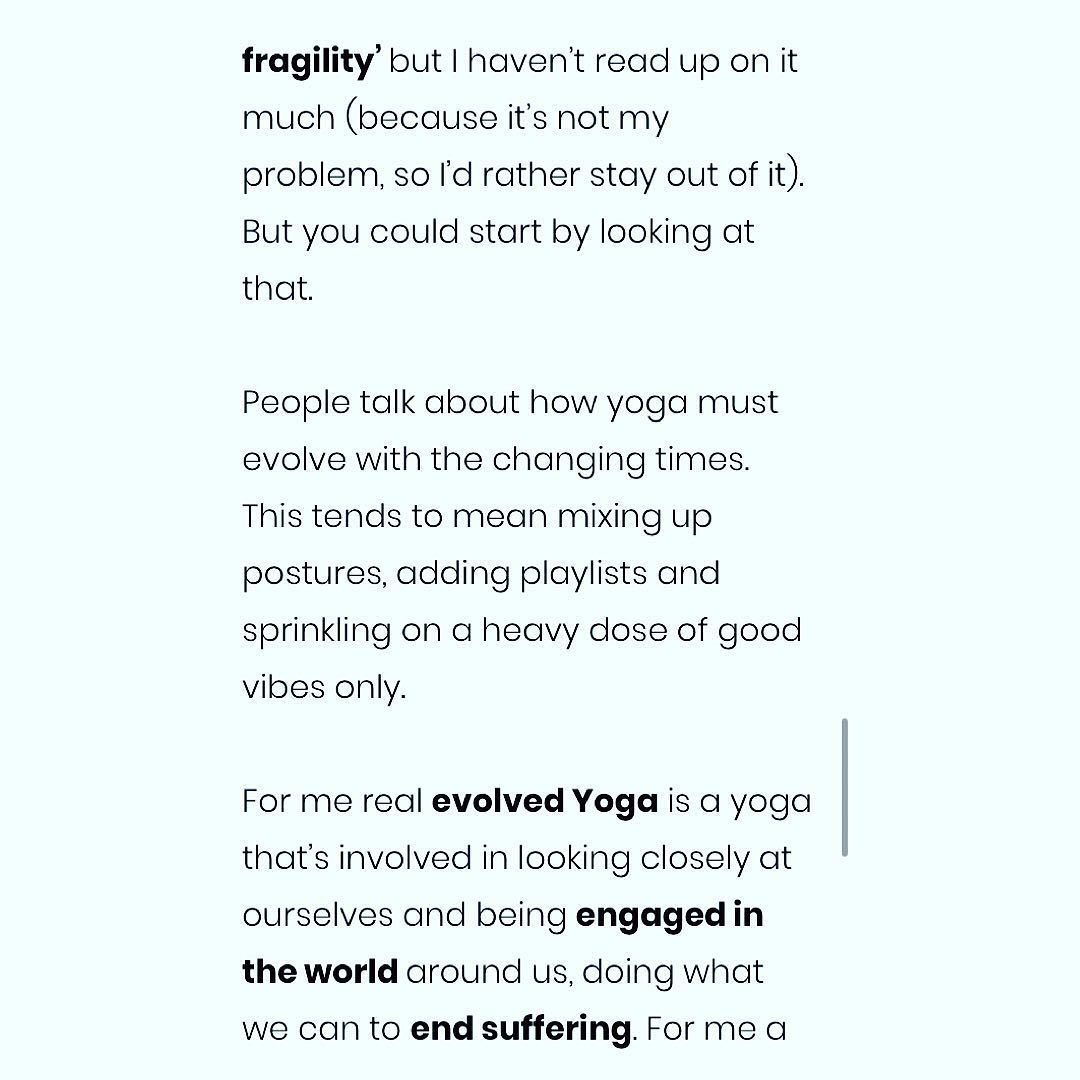 fragility’ but I haven’t read up on it
much (because it’s not my
problem, so I’d rather stay out of it).
But you could start by looking at
that.
People talk about how yoga must
evolve with the changing times.
This tends to mean mixing up
postures, adding playlists and
sprinkling on a heavy dose of good
vibes only.
For me real evolved Yoga is a yoga
that’s involved in looking closely at
ourselves and being engaged in
the world around us, doing what
we can to end suffering. For me a